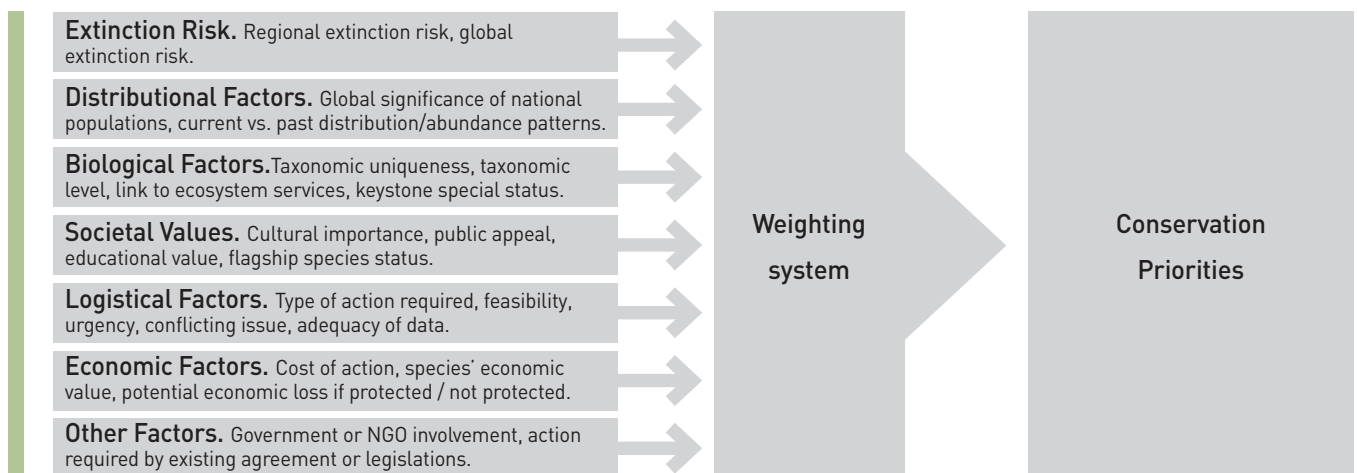 Extinction Risk. Regional extinction risk, global
extinction risk.
Distributional Factors. Global significance of national
populations, current vs. past distribution/abundance patterns.
Biological Factors.Taxonomic uniqueness, taxonomic
level, link to ecosystem services, keystone special status.
Societal Values. Cultural importance, public appeal,
educational value, flagship species status.
Logistical Factors. Type of action required, feasibility,
urgency, conflicting issue, adequacy of data.
Economic Factors. Cost of action, species' economic
value, potential economic loss if protected / not protected.
Other Factors. Government or NGO involvement, action
required by existing agreement or legislations.
Weighting
system
Conservation
Priorities